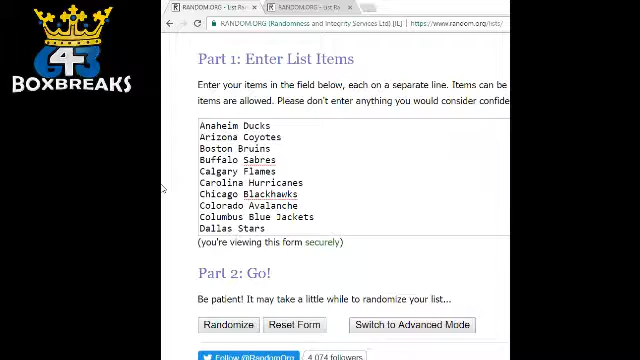 643
BOXBREAKS
RANDOM.ORG - List Ra
RANDOM.ORG - List Ra
RANDOM.ORG (Randomness and Integrity Services Ltd) [IE] | https://www.random.org/lists/
Part 1: Enter List Items
Enter your items in the field below, each on a separate line. Items can be
items are allowed. Please don't enter anything you would consider confide
Anaheim Ducks
Arizona Coyotes
Boston Bruins
Buffalo Sabres
Calgary Flames
Carolina Hurricanes
Chicago Blackhawks
Colorado Avalanche
Columbus Blue Jackets
Dallas Stars
(you're viewing this form securely)
Part 2: Go!
Be patient! It may take a little while to randomize your list...
Randomize Reset Form Switch to Advanced Mode
Follow @RandomOrg 4,074 followers